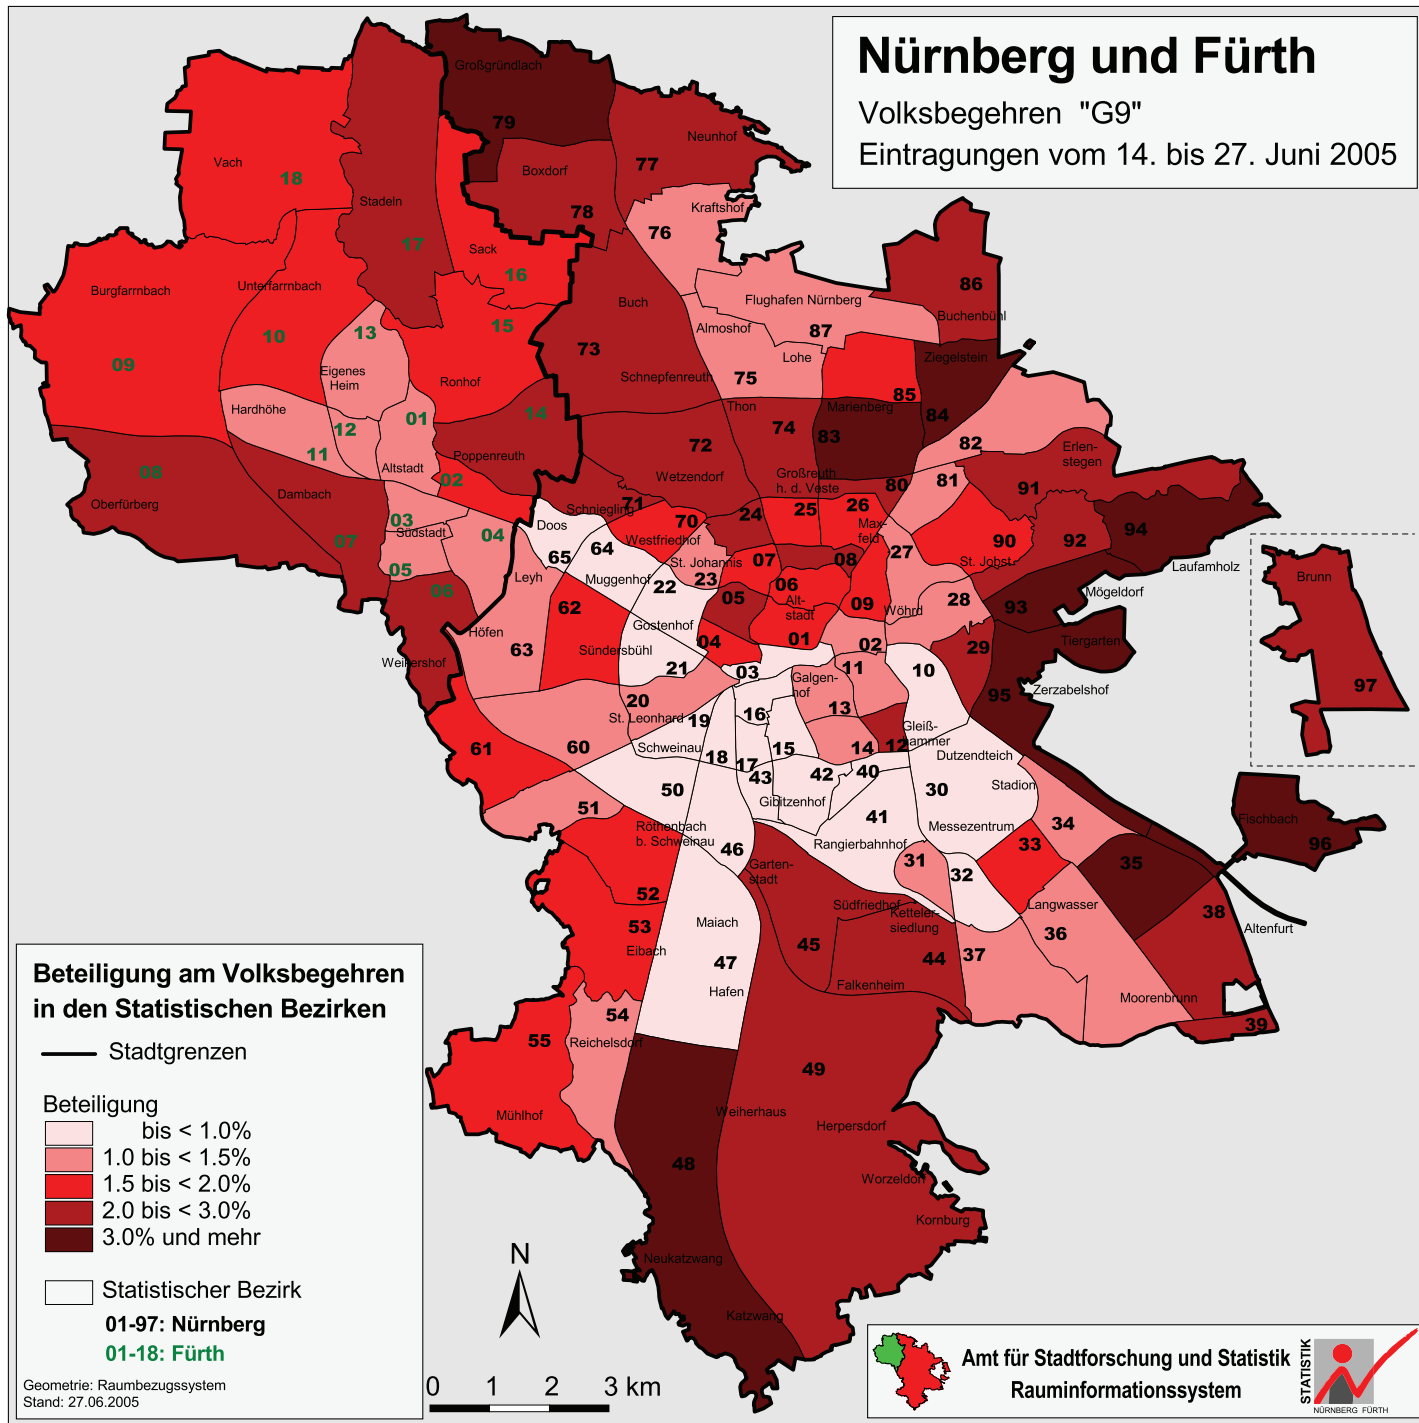 Nürnberg und Fürth
Volksbegehren "G9"
Eintragungen vom 14. bis 27. Juni 2005
Großgründlach
79
Neunhof
77
Boxdorf
78
Vach
18
Stadeln
17
Kraftshof
76
Sack
16
Burgfarrnbach
09
Unterfarrnbach
10
13
15
Buch
73
Flughafen Nürnberg
87
86
Buchenbühl
Almoshof
Lohe
75
Ziegelstein
84
Eigenes
Heim
Ronhof
Schnepfenreuth
85
Hardhöhe
11
12
01
14
Thon
74
Marienberg
83
82
Erlen-
stegen
72
Wetzendorf
08
Oberfürberg
Dambach
07
Altstadt
02
Poppenreuth
Großreuth
h. d. Veste
80
81
91
03
Südstadt
04
05
06
Schniegling
71
70
Westfriedhof
24
25
26
Max-
feld
27
90
St. Jobst
92
94
Laufamholz
Doos
65
64
Muggenhof
St. Johannis
23
07
08
Leyh
62
22
05
06
Alt-
stadt
09
Wöhrd
28
93
Mögeldorf
Brunn
97
Höfen
63
Gostenhof
Sündersbühl
21
04
01
02
29
Tiergarten
Weikershof
03
11
10
95
Zerzabelshof
20
St. Leonhard
Galgen-
hof
13
16
19
61
60
Schweinau
18
17
15
14
12
Gleiß-
hammer
Dutzendteich
50
43
42
40
30
Stadion
51
Gibitzenhof
41
Messezentrum
34
Fischbach
96
Röthenbach
b. Schweinau
46
Rangierbahnhof
31
32
33
35
Garten-
stadt
52
53
Eibach
Maiach
47
Hafen
Südfriedhof
Ketteler-
siedlung
45
44
37
Langwasser
36
38
Altenfurt
Falkenheim
Moorenbrunn
39
54
Reichelsdorf
55
Mühlhof
49
Weiherhaus
Herpersdorf
48
Worzeldorf
Kornburg
Neukatzwang
Katzwang
Beteiligung am Volksbegehren
in den Statistischen Bezirken
Stadtgrenzen
Beteiligung
bis < 1.0%
1.0 bis < 1.5%
1.5 bis < 2.0%
2.0 bis < 3.0%
3.0% und mehr
Statistischer Bezirk
01-97: Nürnberg
01-18: Fürth
Geometrie: Raumbezugssystem
Stand: 27.06.2005
N
0 1 2 3 km
Amt für Stadtforschung und Statistik
Rauminformationssystem
STATISTIK
NÜRNBERG FÜRTH